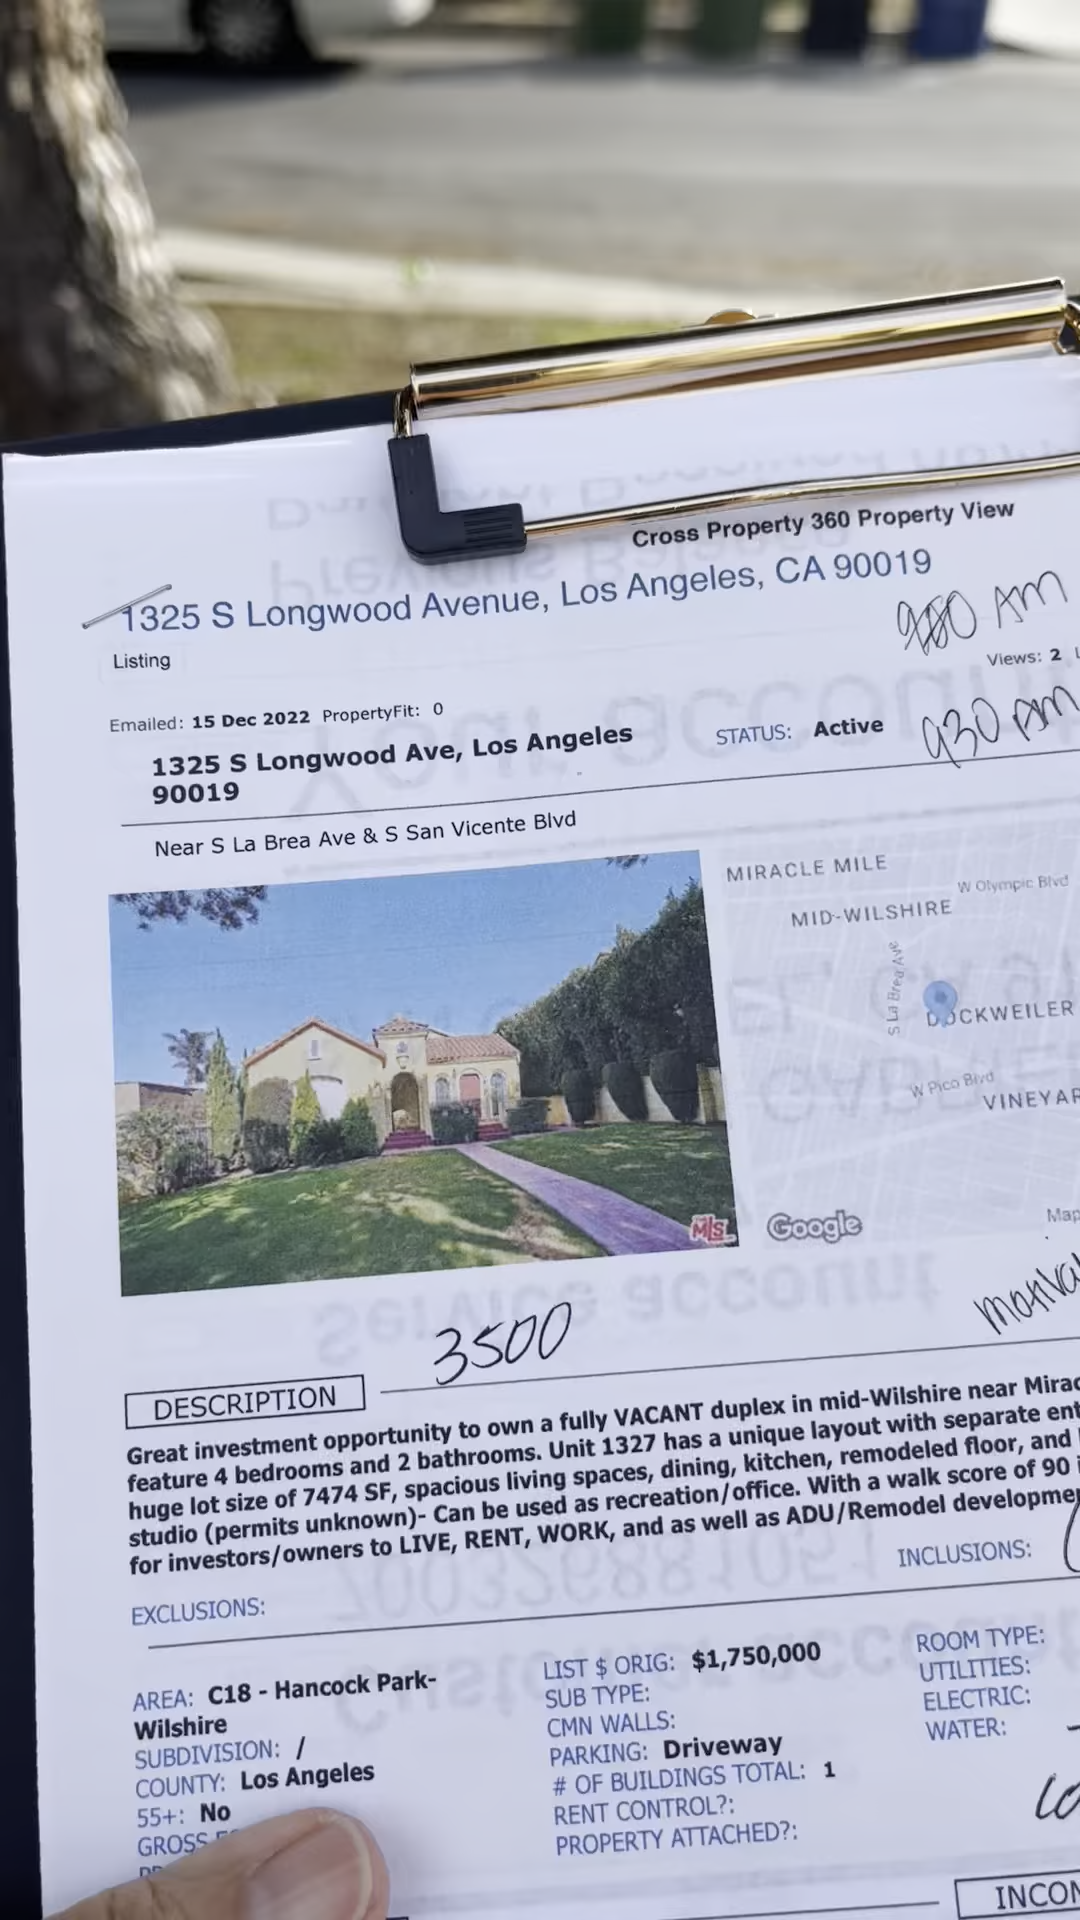 Cross Property 360 Property View
1325 S Longwood Avenue, Los Angeles, CA 90019
AM
Listing
Views: 2
Emailed: 15 Dec 2022 PropertyFit: 0
1325 S Longwood Ave, Los Angeles
90019
STATUS: Active
930 AM
Near S La Brea Ave & S San Vicente Blvd
MIRACLE MILE
W Olympic Blvd
MID-WILSHIRE
S La Brea Ave
DOCKWEILER
W Pico Blvd
VINEYAR
MLS
Google
Map
3500
DESCRIPTION
Great investment opportunity to own a fully VACANT duplex in mid-Wilshire near Mirac
feature 4 bedrooms and 2 bathrooms. Unit 1327 has a unique layout with separate ent
huge lot size of 7474 SF, spacious living spaces, dining, kitchen, remodeled floor, and
studio (permits unknown)- Can be used as recreation/office. With a walk score of 90 i
for investors/owners to LIVE, RENT, WORK, and as well as ADU/Remodel developme
INCLUSIONS:
EXCLUSIONS:
AREA: C18 - Hancock Park-
Wilshire
SUBDIVISION: /
COUNTY: Los Angeles
55+: No
GROSS
LIST $ ORIG: $1,750,000
SUB TYPE:
CMN WALLS:
PARKING: Driveway
# OF BUILDINGS TOTAL: 1
RENT CONTROL?:
PROPERTY ATTACHED?:
ROOM TYPE:
UTILITIES:
ELECTRIC:
WATER:
INCOM